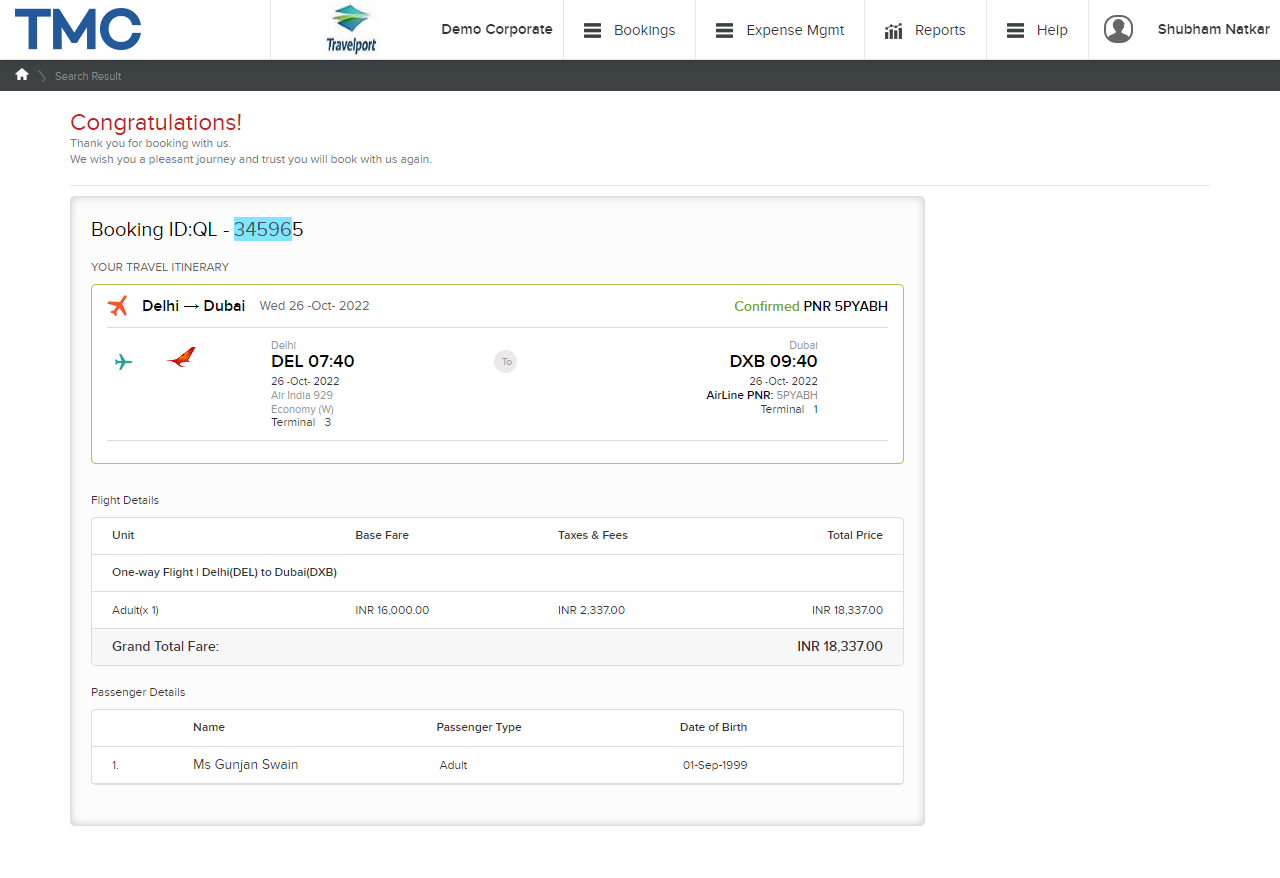 TMC
Travelport
Demo Corporate
Bookings
Expense Mgmt
Reports
Help
Shubham Natkar
Search Result
Congratulations!
Thank you for booking with us.
We wish you a pleasant journey and trust you will book with us again.
Booking ID:QL - 345965
YOUR TRAVEL ITINERARY
Delhi → Dubai Wed 26 -Oct- 2022 Confirmed PNR 5PYABH
Delhi
DEL 07:40
26 -Oct- 2022
Air India 929
Economy (W)
Terminal 3
To
Dubai
DXB 09:40
26 -Oct- 2022
AirLine PNR: 5PYABH
Terminal 1
Flight Details
Unit Base Fare Taxes & Fees Total Price
One-way Flight | Delhi(DEL) to Dubai(DXB)
Adult(x 1) INR 16,000.00 INR 2,337.00 INR 18,337.00
Grand Total Fare: INR 18,337.00
Passenger Details
Name Passenger Type Date of Birth
1. Ms Gunjan Swain Adult 01-Sep-1999